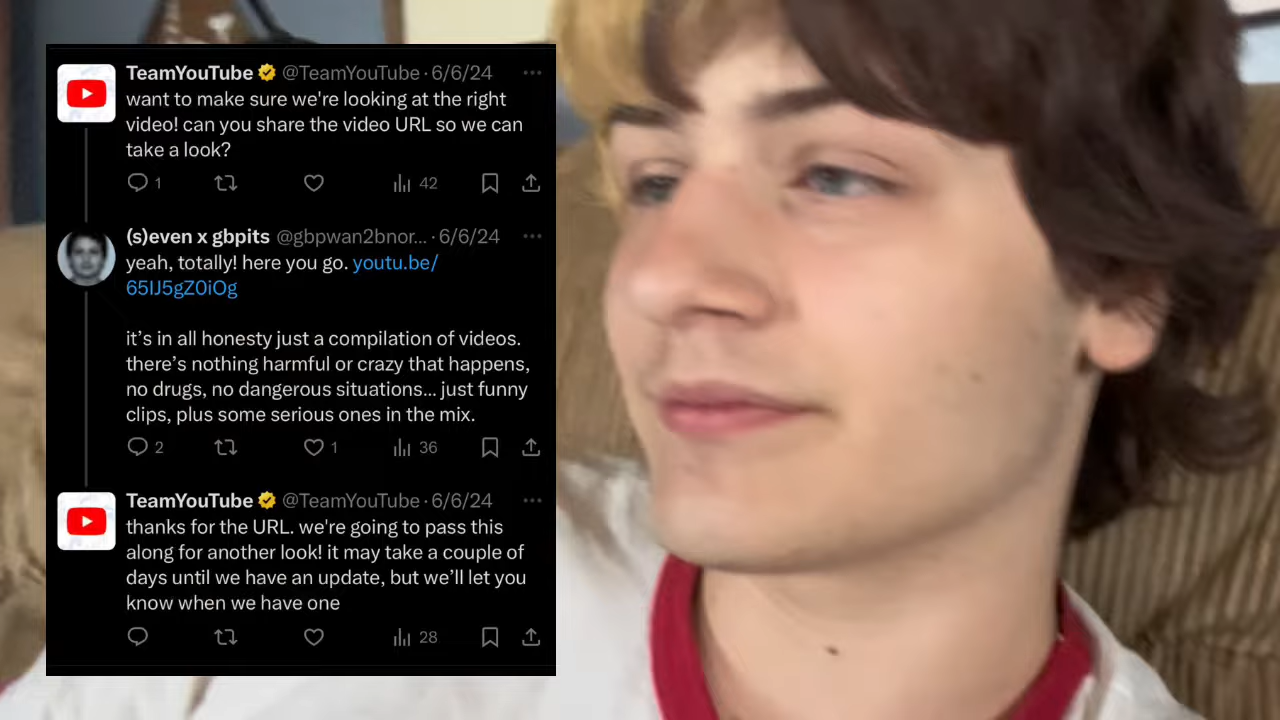 TeamYouTube @TeamYouTube · 6/6/24
want to make sure we're looking at the right
video! can you share the video URL so we can
take a look?
1 42
(s)even x gbpits @gbpwan2bnor... · 6/6/24
yeah, totally! here you go. youtu.be/
65IJ5gZ0iOg
it's in all honesty just a compilation of videos.
there's nothing harmful or crazy that happens,
no drugs, no dangerous situations... just funny
clips, plus some serious ones in the mix.
2 1 36
TeamYouTube @TeamYouTube · 6/6/24
thanks for the URL. we're going to pass this
along for another look! it may take a couple of
days until we have an update, but we'll let you
know when we have one
28